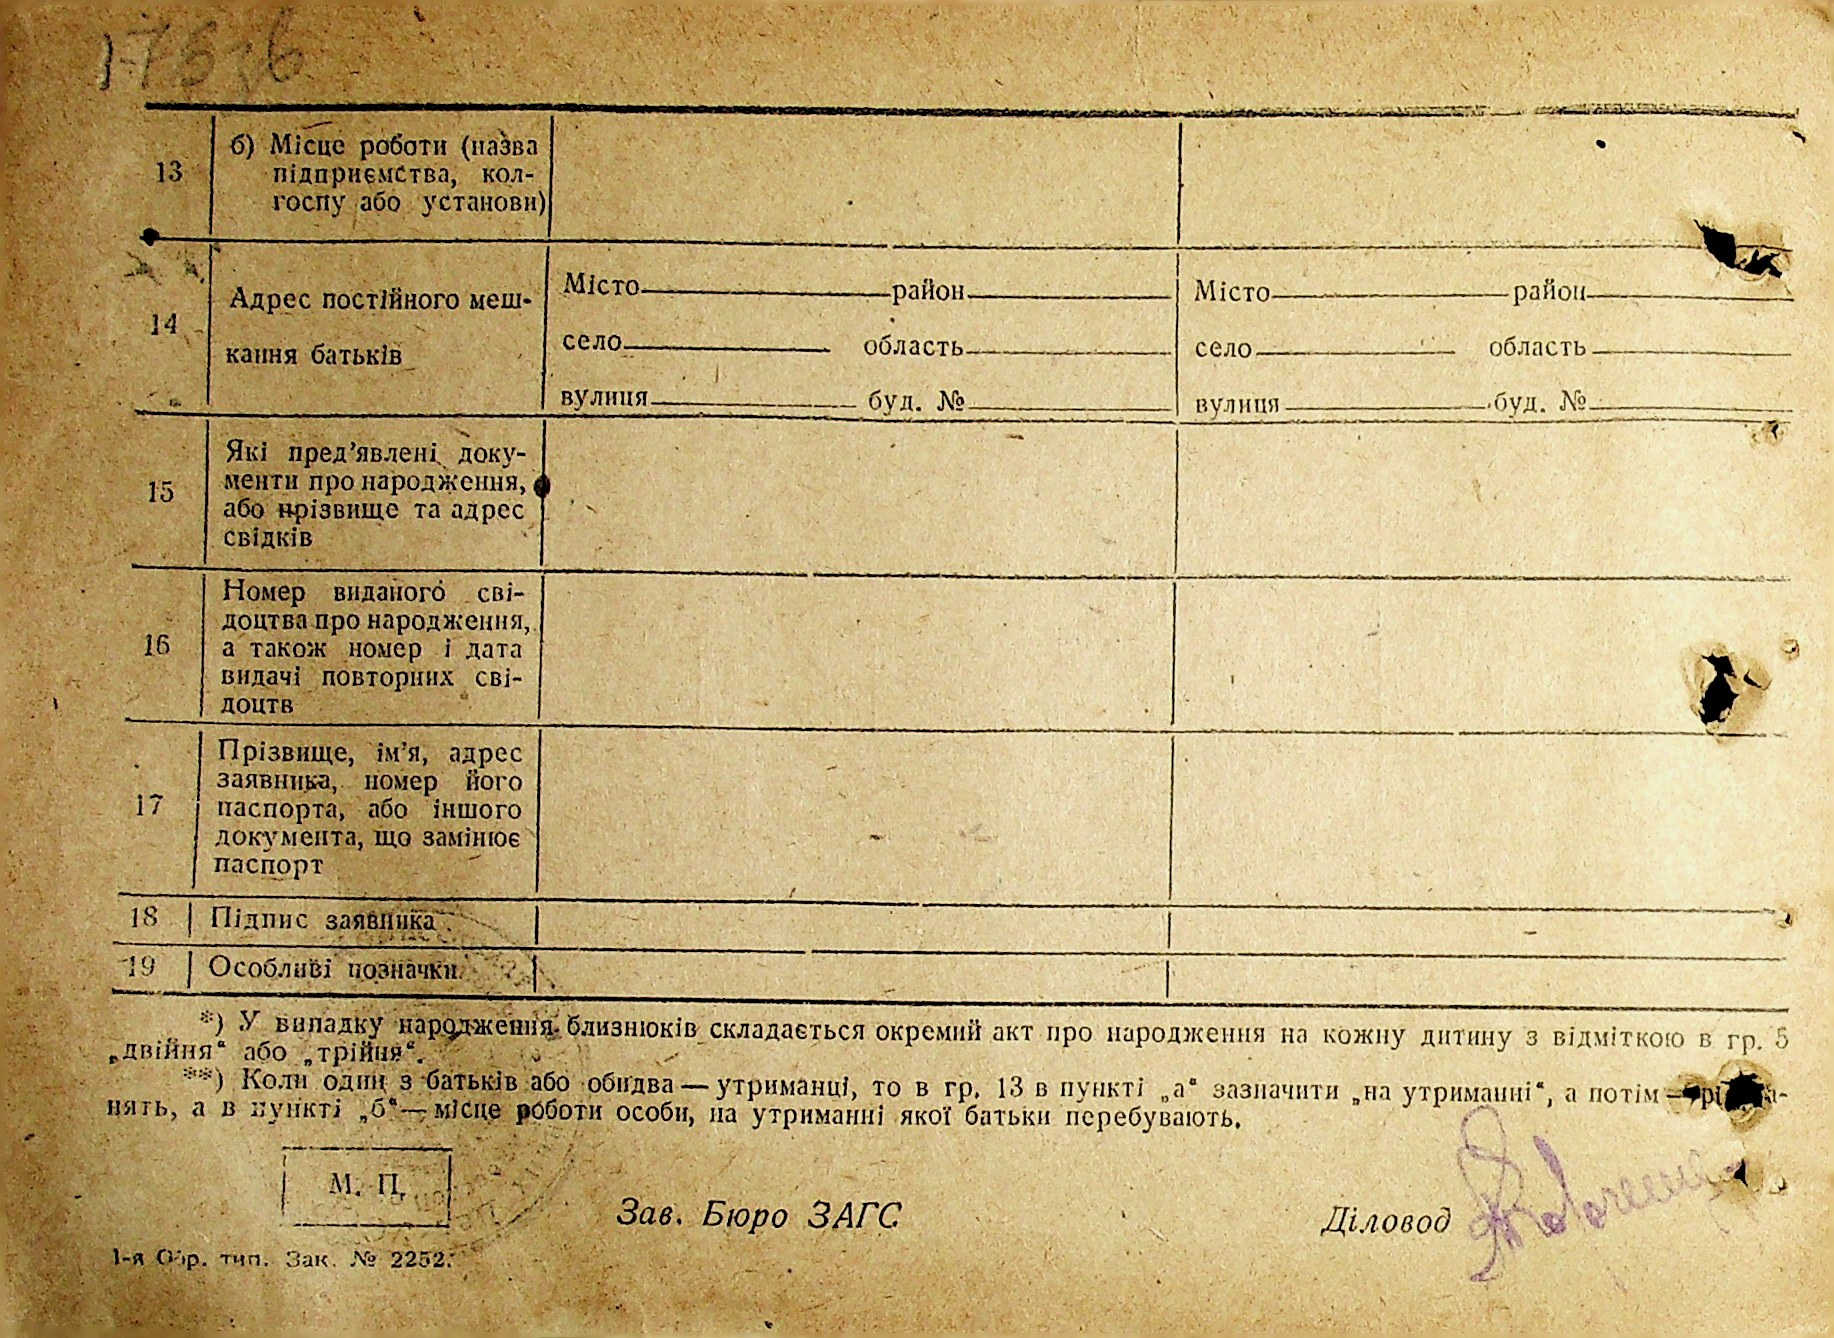 13
б) Місце роботи (назва
підприємства, кол-
госпу або установи)
14
Адрес постійного меш-
кання батьків
Місто район
село область
вулиця буд. №
Місто район
село область
вулиця буд. №
15
Які пред’явлені доку-
менти про народження,
або прізвище та адрес
свідків
16
Номер виданого сві-
доцтва про народження,
а також номер і дата
видачі повторних сві-
доцтв
17
Прізвище, ім’я, адрес
заявника, номер його
паспорта, або іншого
документа, що замінює
паспорт
18 Підпис заявника
19 Особливі позначки
*) У випадку народження близнюків складається окремий акт про народження на кожну дитину з відміткою в гр. 5
„двійня“ або „трійня“.
**) Коли один з батьків або обидва — утриманці, то в гр. 13 в пункті „а“ зазначити „на утриманні“, а потім —
нять, а в пункті „б“ — місце роботи особи, на утриманні якої батьки перебувають.
М. П.
Зав. Бюро ЗАГС
Діловод
1-я Обр. тип. Зак. № 2252.